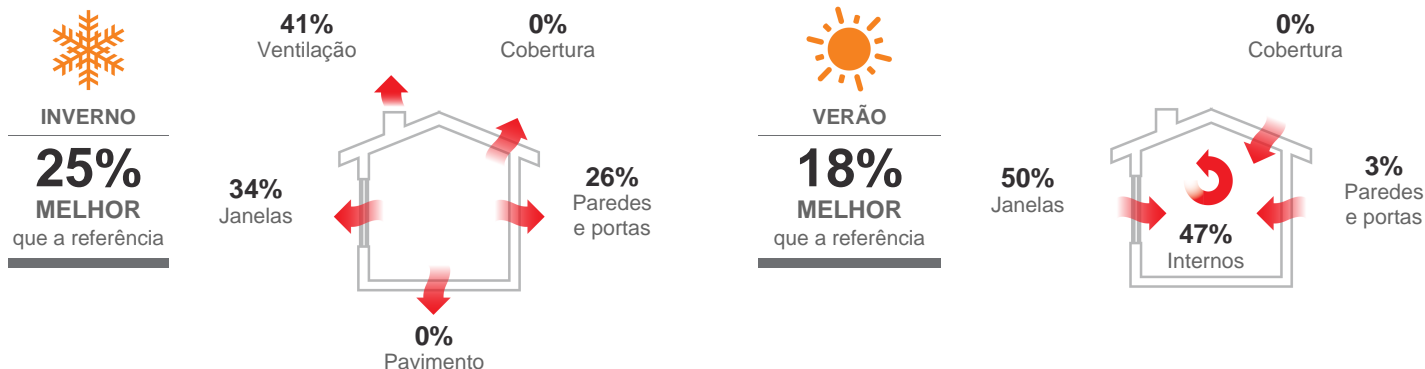 INVERNO
25%
MELHOR
que a referência
41%
Ventilação
0%
Cobertura
34%
Janelas
26%
Paredes
e portas
0%
Pavimento
VERÃO
18%
MELHOR
que a referência
0%
Cobertura
50%
Janelas
3%
Paredes
e portas
47%
Internos